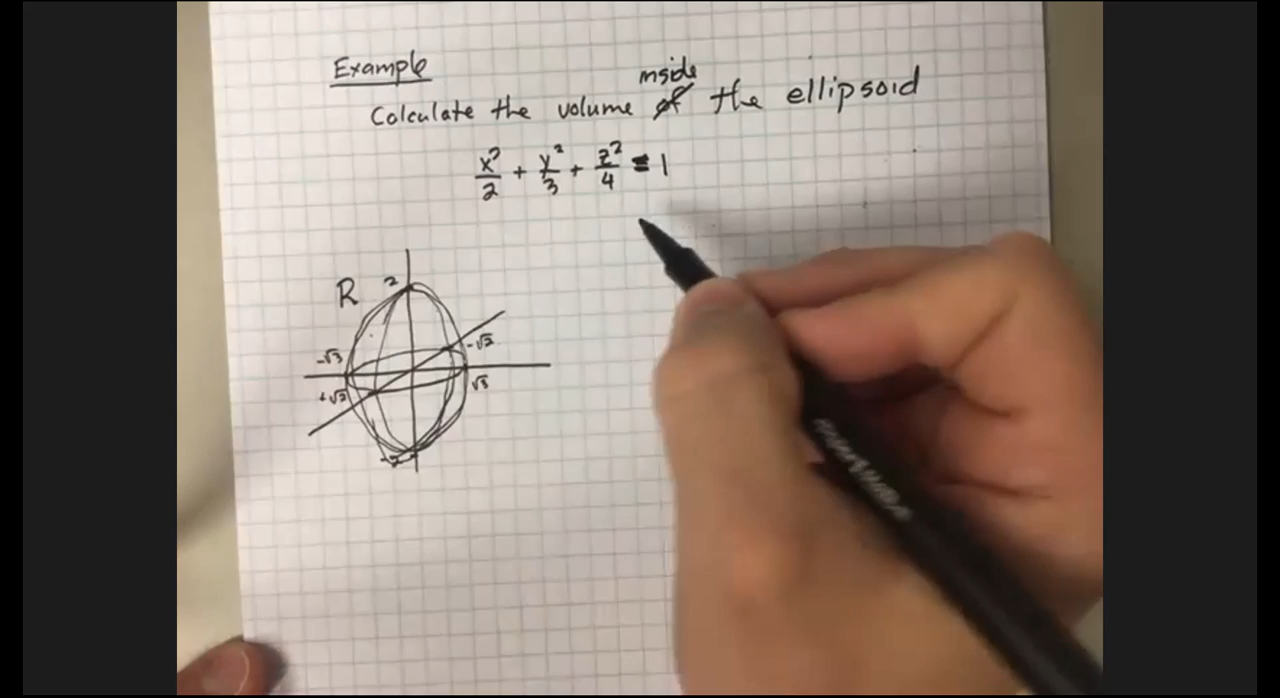 Example
Calculate the volume inside the ellipsoid
x²/2 + y²/3 + z²/4 = 1
R 2
-√3 -√2
+√2 √3
-2